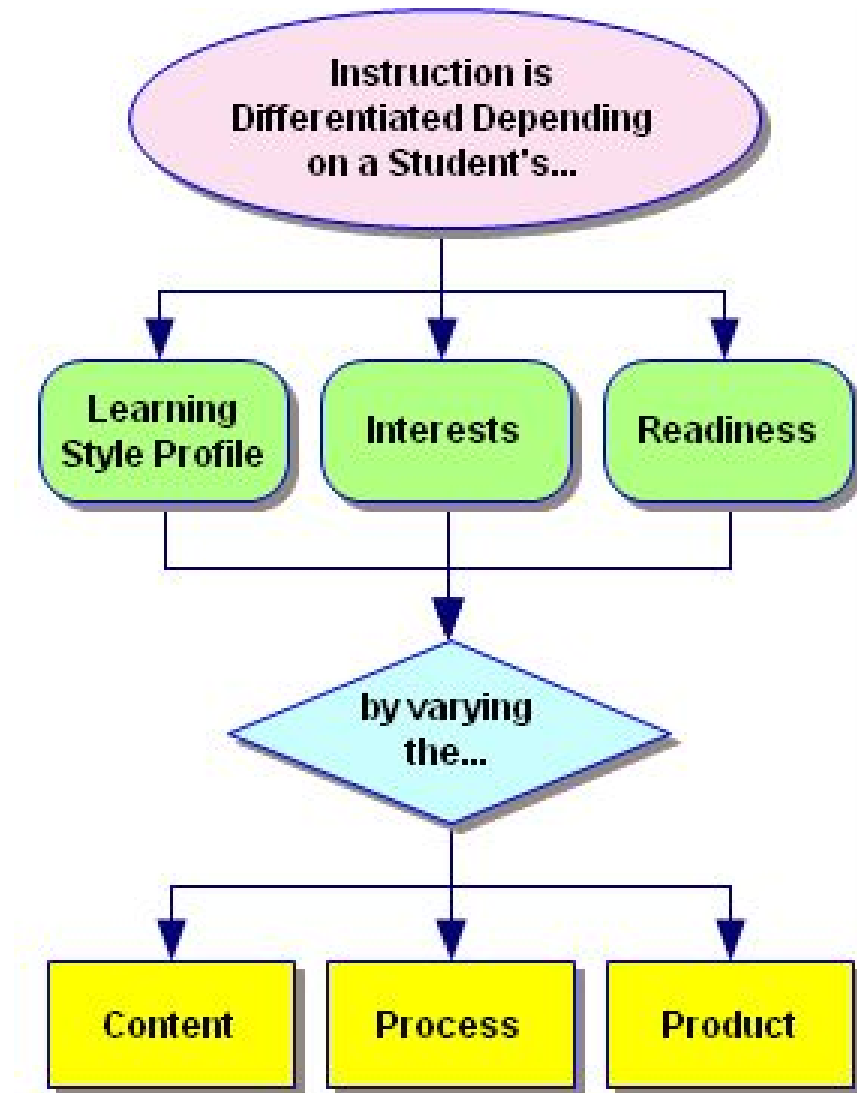 Instruction is
Differentiated Depending
on a Student's...
Learning
Style Profile
Interests
Readiness
by varying
the...
Content
Process
Product